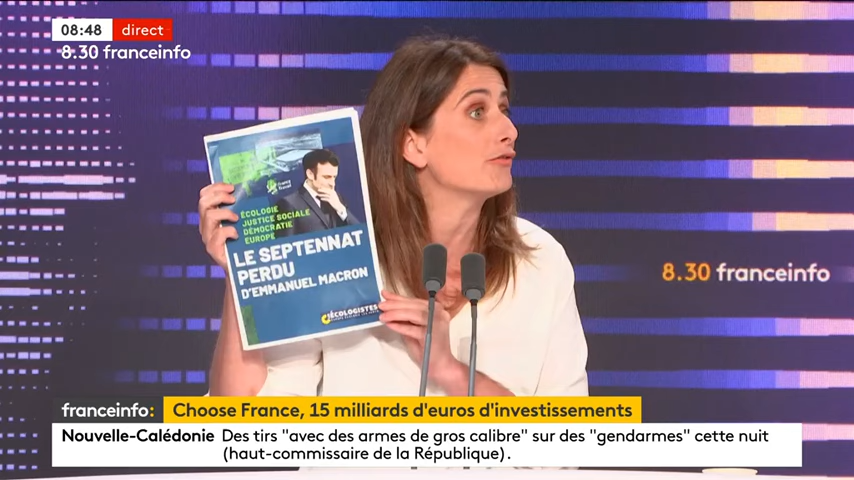 08:48 direct
8.30 franceinfo
ÉCOLOGIE
JUSTICE SOCIALE
DÉMOCRATIE
EUROPE
LE SEPTENNAT
PERDU
D'EMMANUEL MACRON
ÉCOLOGISTES
8.30 franceinfo
franceinfo: Choose France, 15 milliards d'euros d'investissements
Nouvelle-Calédonie Des tirs "avec des armes de gros calibre" sur des "gendarmes" cette nuit
(haut-commissaire de la République).